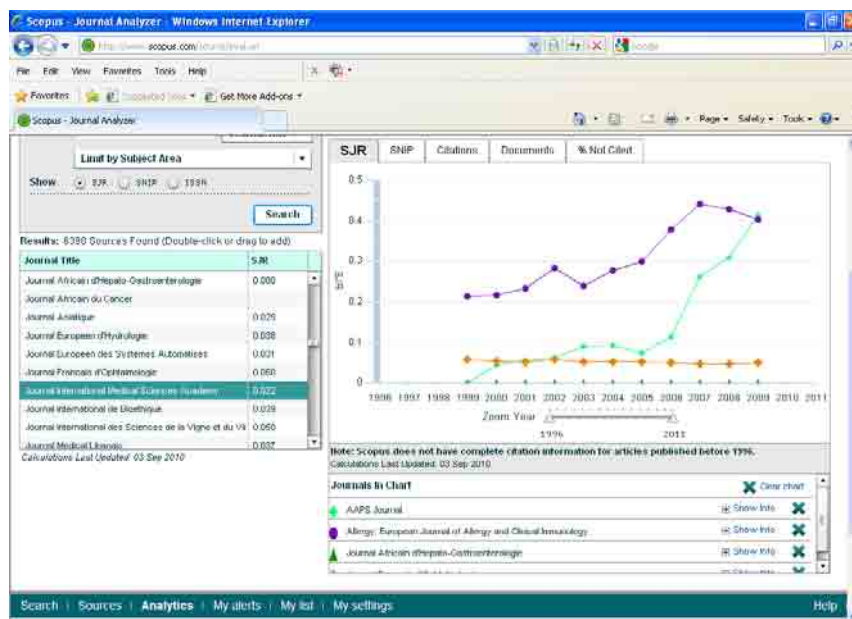 Scopus - Journal Analyzer - Windows Internet Explorer
scopus.com
File Edit View Favorites Tools Help
Favorites Get More Add-ons
Scopus - Journal Analyzer
Page Safety Tools
Limit by Subject Area
Show SJR SNIP ISSN
Search
Results: Sources Found (Double-click or drag to add)
Journal Title SJR
Journal Africain d'Hepato-Gastroenterologie 0.000
Journal Africain du Cancer
Journal Asiatique 0.029
Journal Europeen d'Hydrologie 0.038
Journal Europeen des Systemes Automatises 0.031
Journal Francais d'Ophtalmologie 0.050
Journal International Medical Sciences Academy 0.022
Journal International de Bioethique 0.029
Journal International des Sciences de la Vigne et du Vi 0.050
Journal Medical Libanais 0.037
Calculations Last Updated: 03 Sep 2010
SJR SNIP Citations Documents % Not Cited
0.5
0.4
0.3
0.2
0.1
0
SJR
1996 1997 1998 1999 2000 2001 2002 2003 2004 2005 2006 2007 2008 2009 2010 2011
Zoom Year
1996 2011
Note: Scopus does not have complete citation information for articles published before 1996.
Calculations Last Updated: 03 Sep 2010
Journals in Chart Clear chart
AAPS Journal Show Info
Allergy: European Journal of Allergy and Clinical Immunology Show Info
Journal Africain d'Hepato-Gastroenterologie Show Info
Search Sources Analytics My alerts My list My settings Help